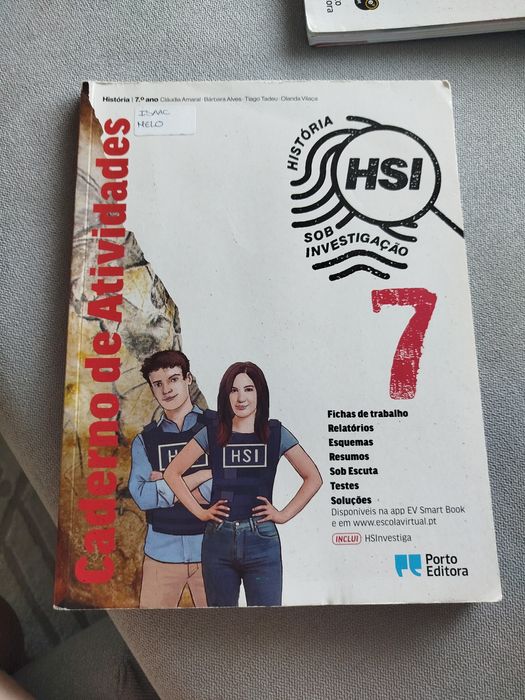 História | 7.º ano Cláudia Amaral · Bárbara Alves · Tiago Tadeu · Olanda Vilaça
ISAAC
MELO
Caderno de Atividades
HISTÓRIA
HSI
SOB
INVESTIGAÇÃO
7
HSI
HSI
Fichas de trabalho
Relatórios
Esquemas
Resumos
Sob Escuta
Testes
Soluções
Disponíveis na app EV Smart Book
e em www.escolavirtual.pt
INCLUI HSInvestiga
Porto
Editora